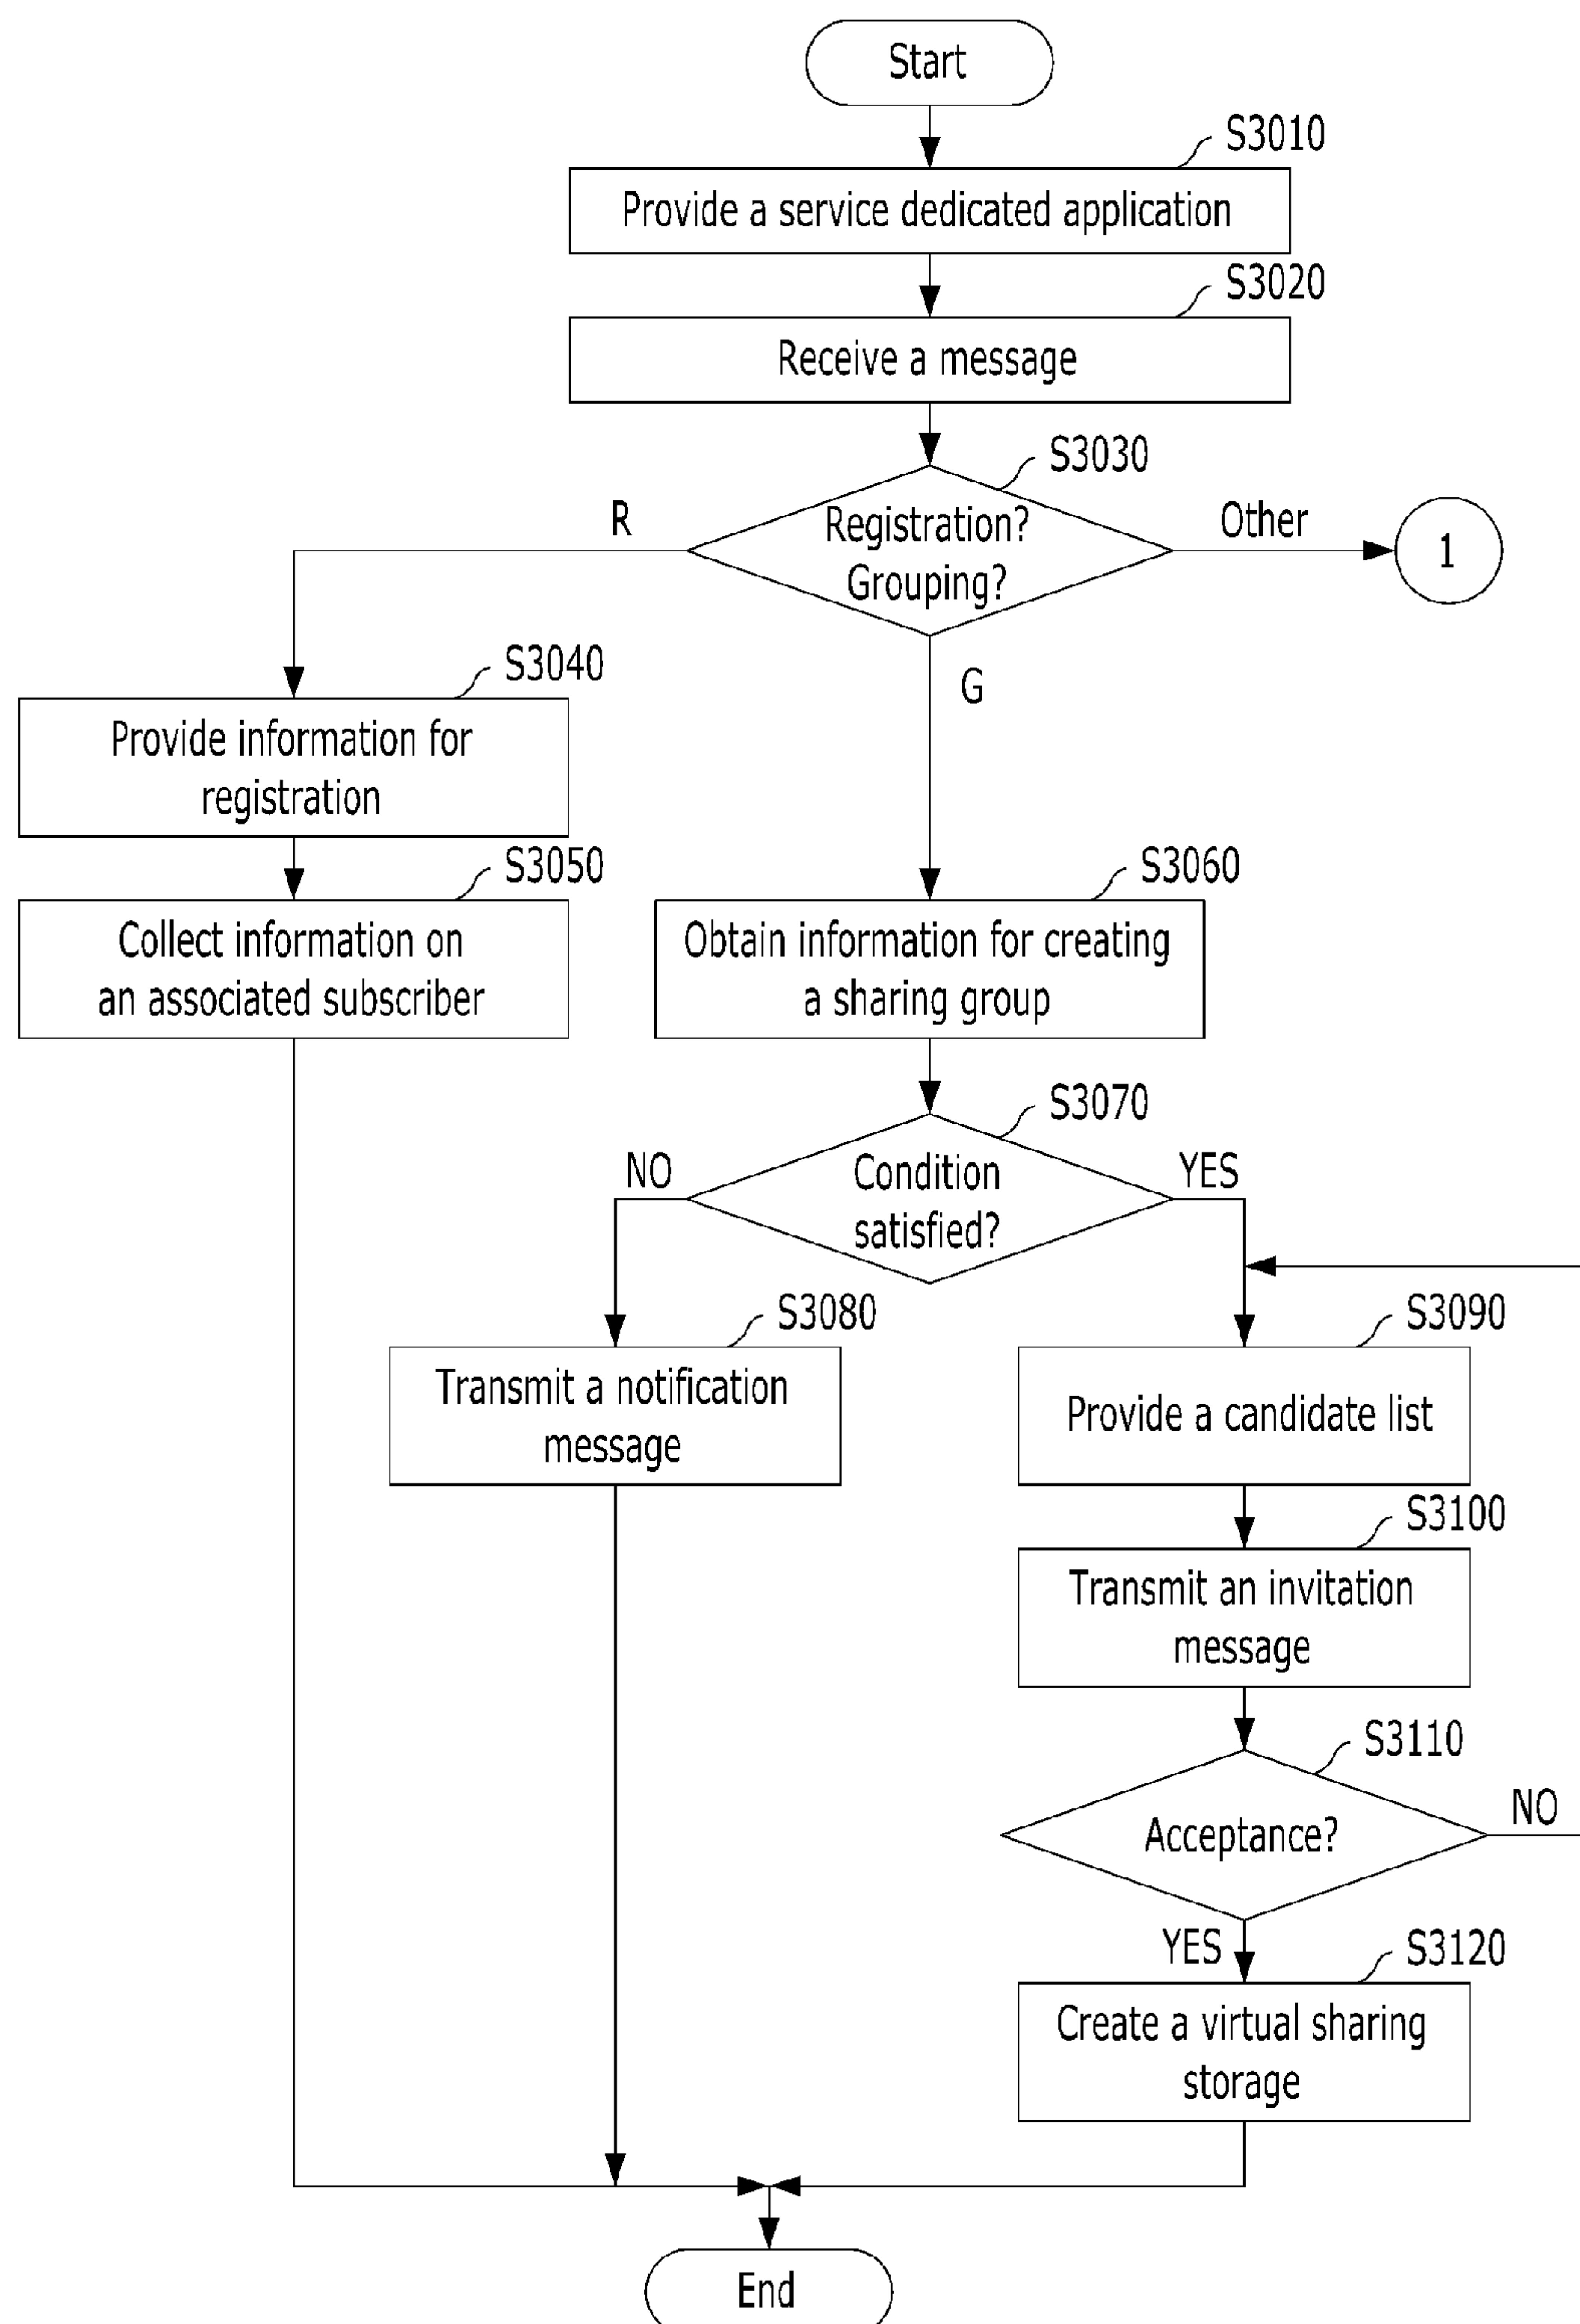 Start
S3010
Provide a service dedicated application
S3020
Receive a message
S3030
R
Registration?
Grouping?
Other
1
G
S3040
Provide information for
registration
S3050
Collect information on
an associated subscriber
S3060
Obtain information for creating
a sharing group
S3070
NO
Condition
satisfied?
YES
S3080
Transmit a notification
message
S3090
Provide a candidate list
S3100
Transmit an invitation
message
S3110
Acceptance?
NO
YES
S3120
Create a virtual sharing
storage
End